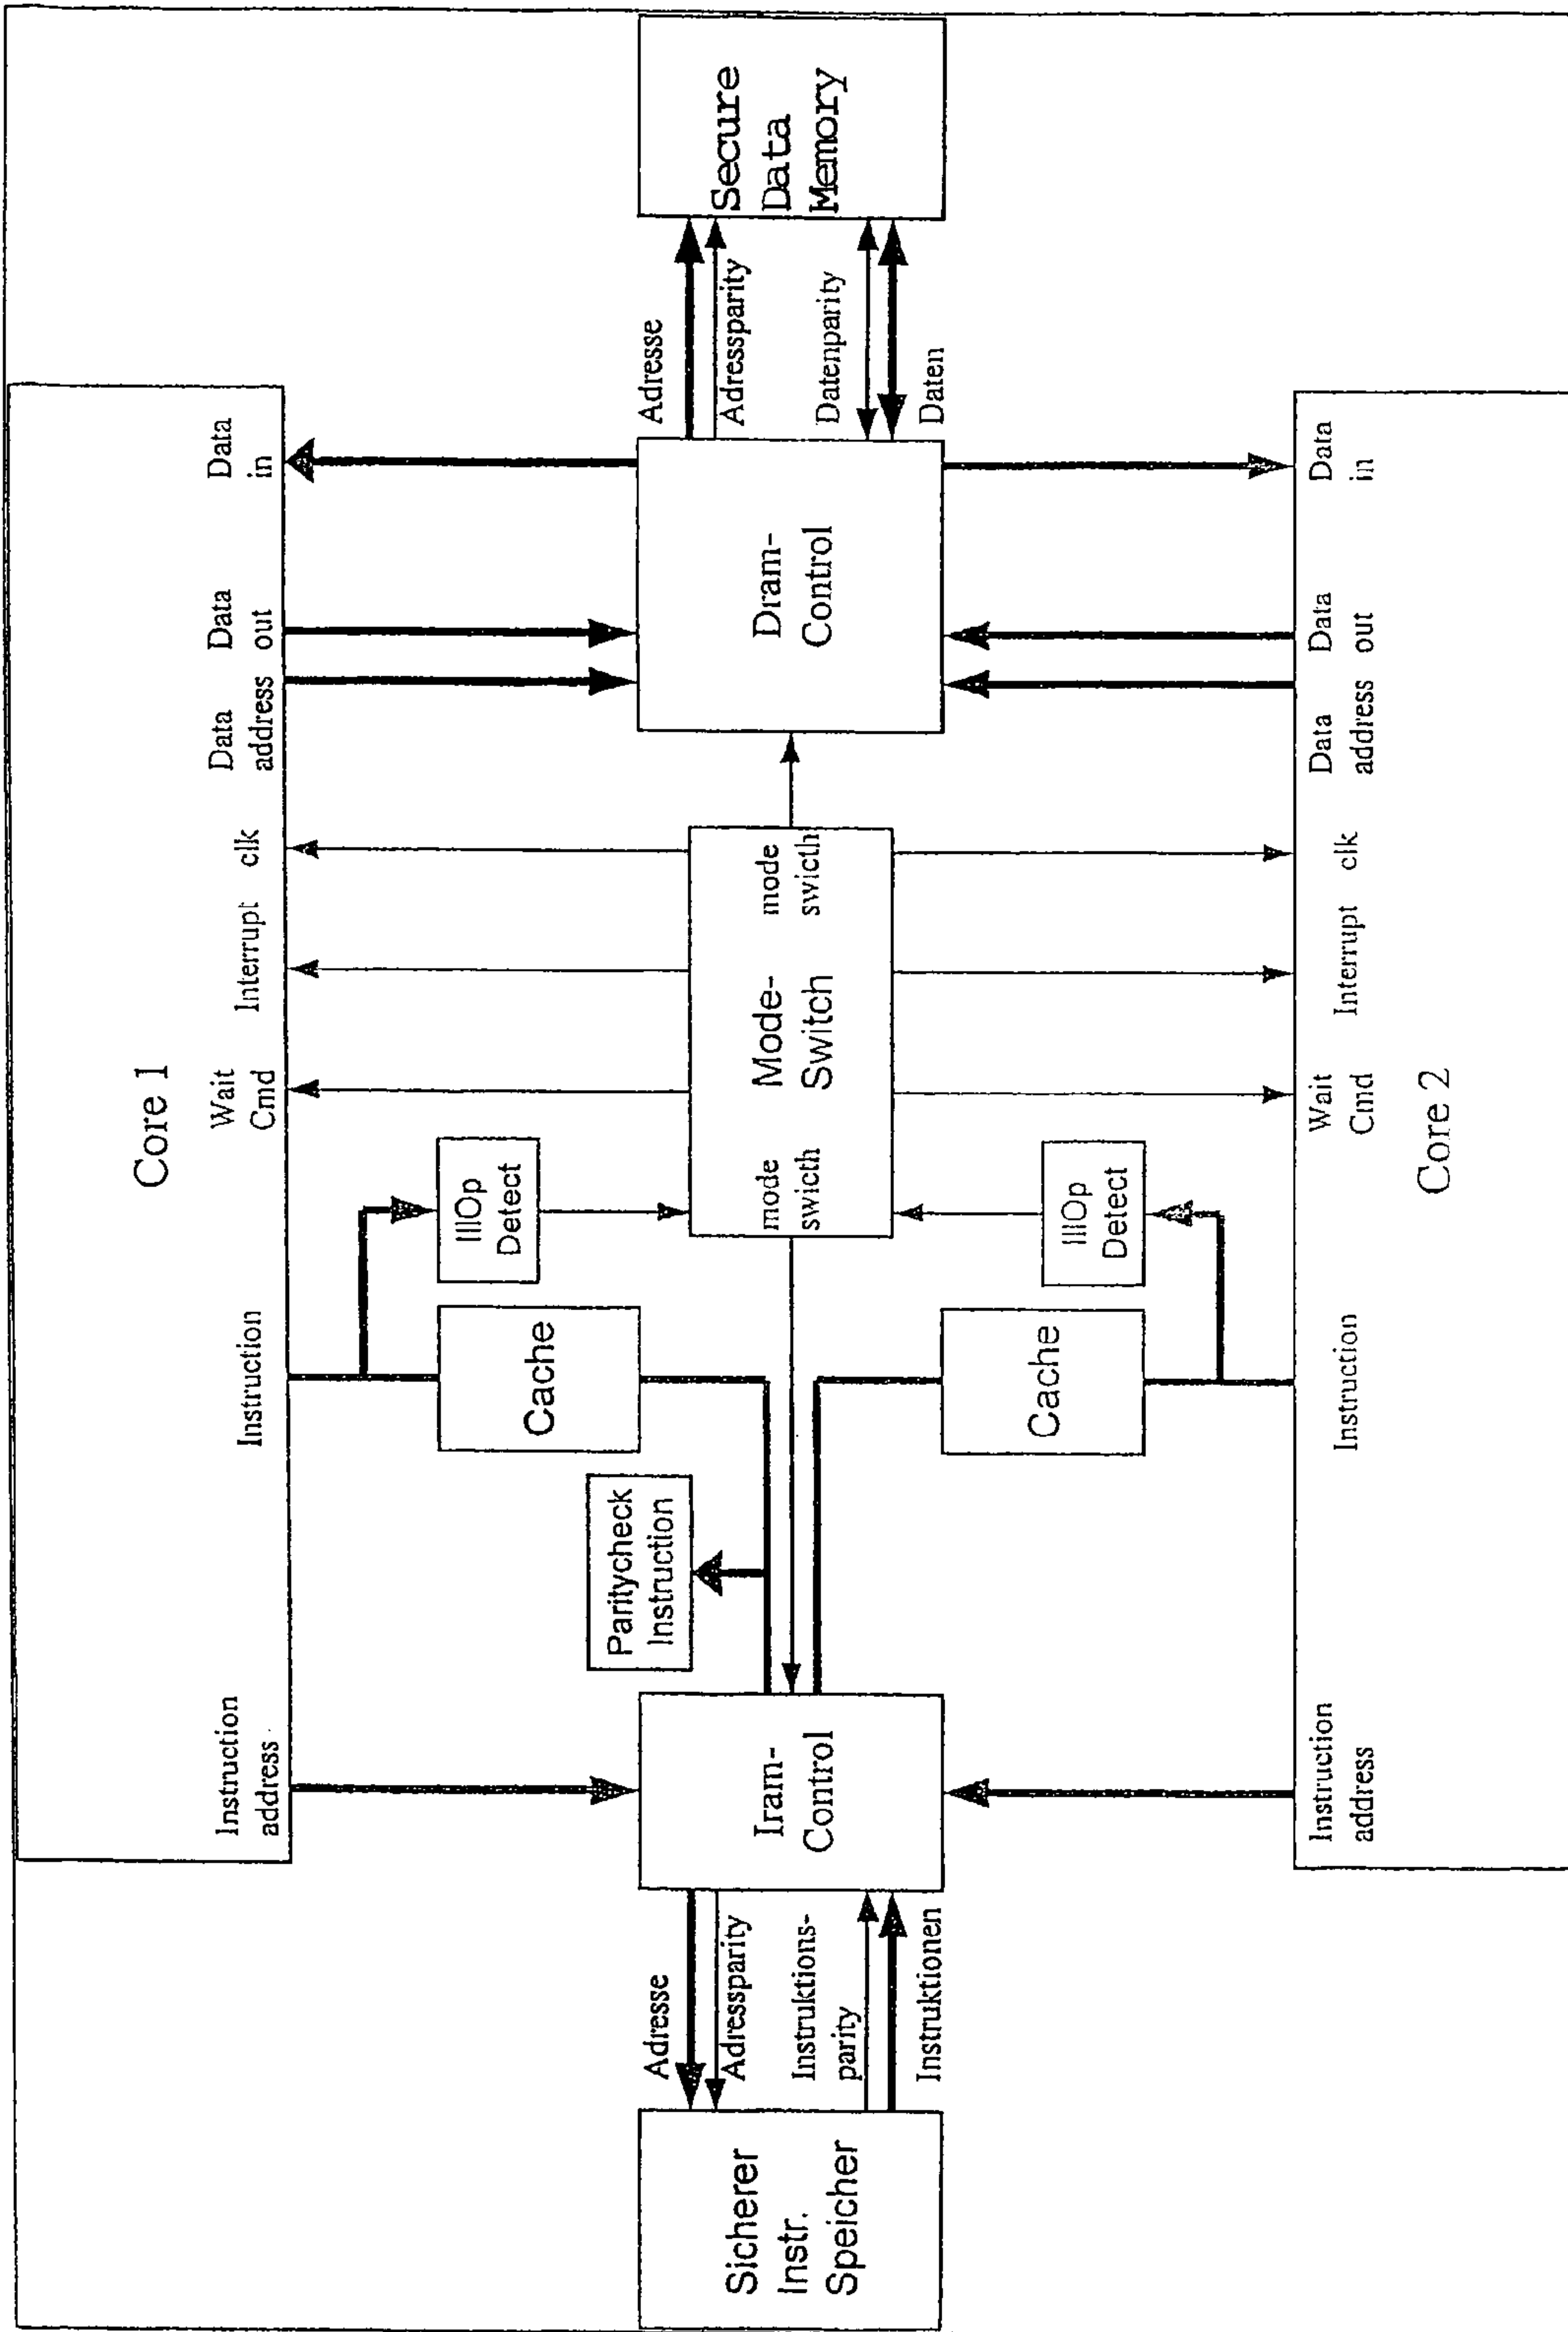 Core 1
Instruction
address
Instruction
Wait
Cmd
Interrupt
clk
Data
address
Data
out
Data
in
IllOp
Detect
Cache
Paritycheck
Instruction
Sicherer
Instr.
Speicher
Adresse
Adressparity
Instruktions-
parity
Instruktionen
Iram-
Control
mode
swicth
Mode-
Switch
mode
swicth
Dram-
Control
Adresse
Adressparity
Datenparity
Daten
Secure
Data
Memory
Cache
IllOp
Detect
Instruction
address
Instruction
Wait
Cmd
Interrupt
clk
Data
address
Data
out
Data
in
Core 2